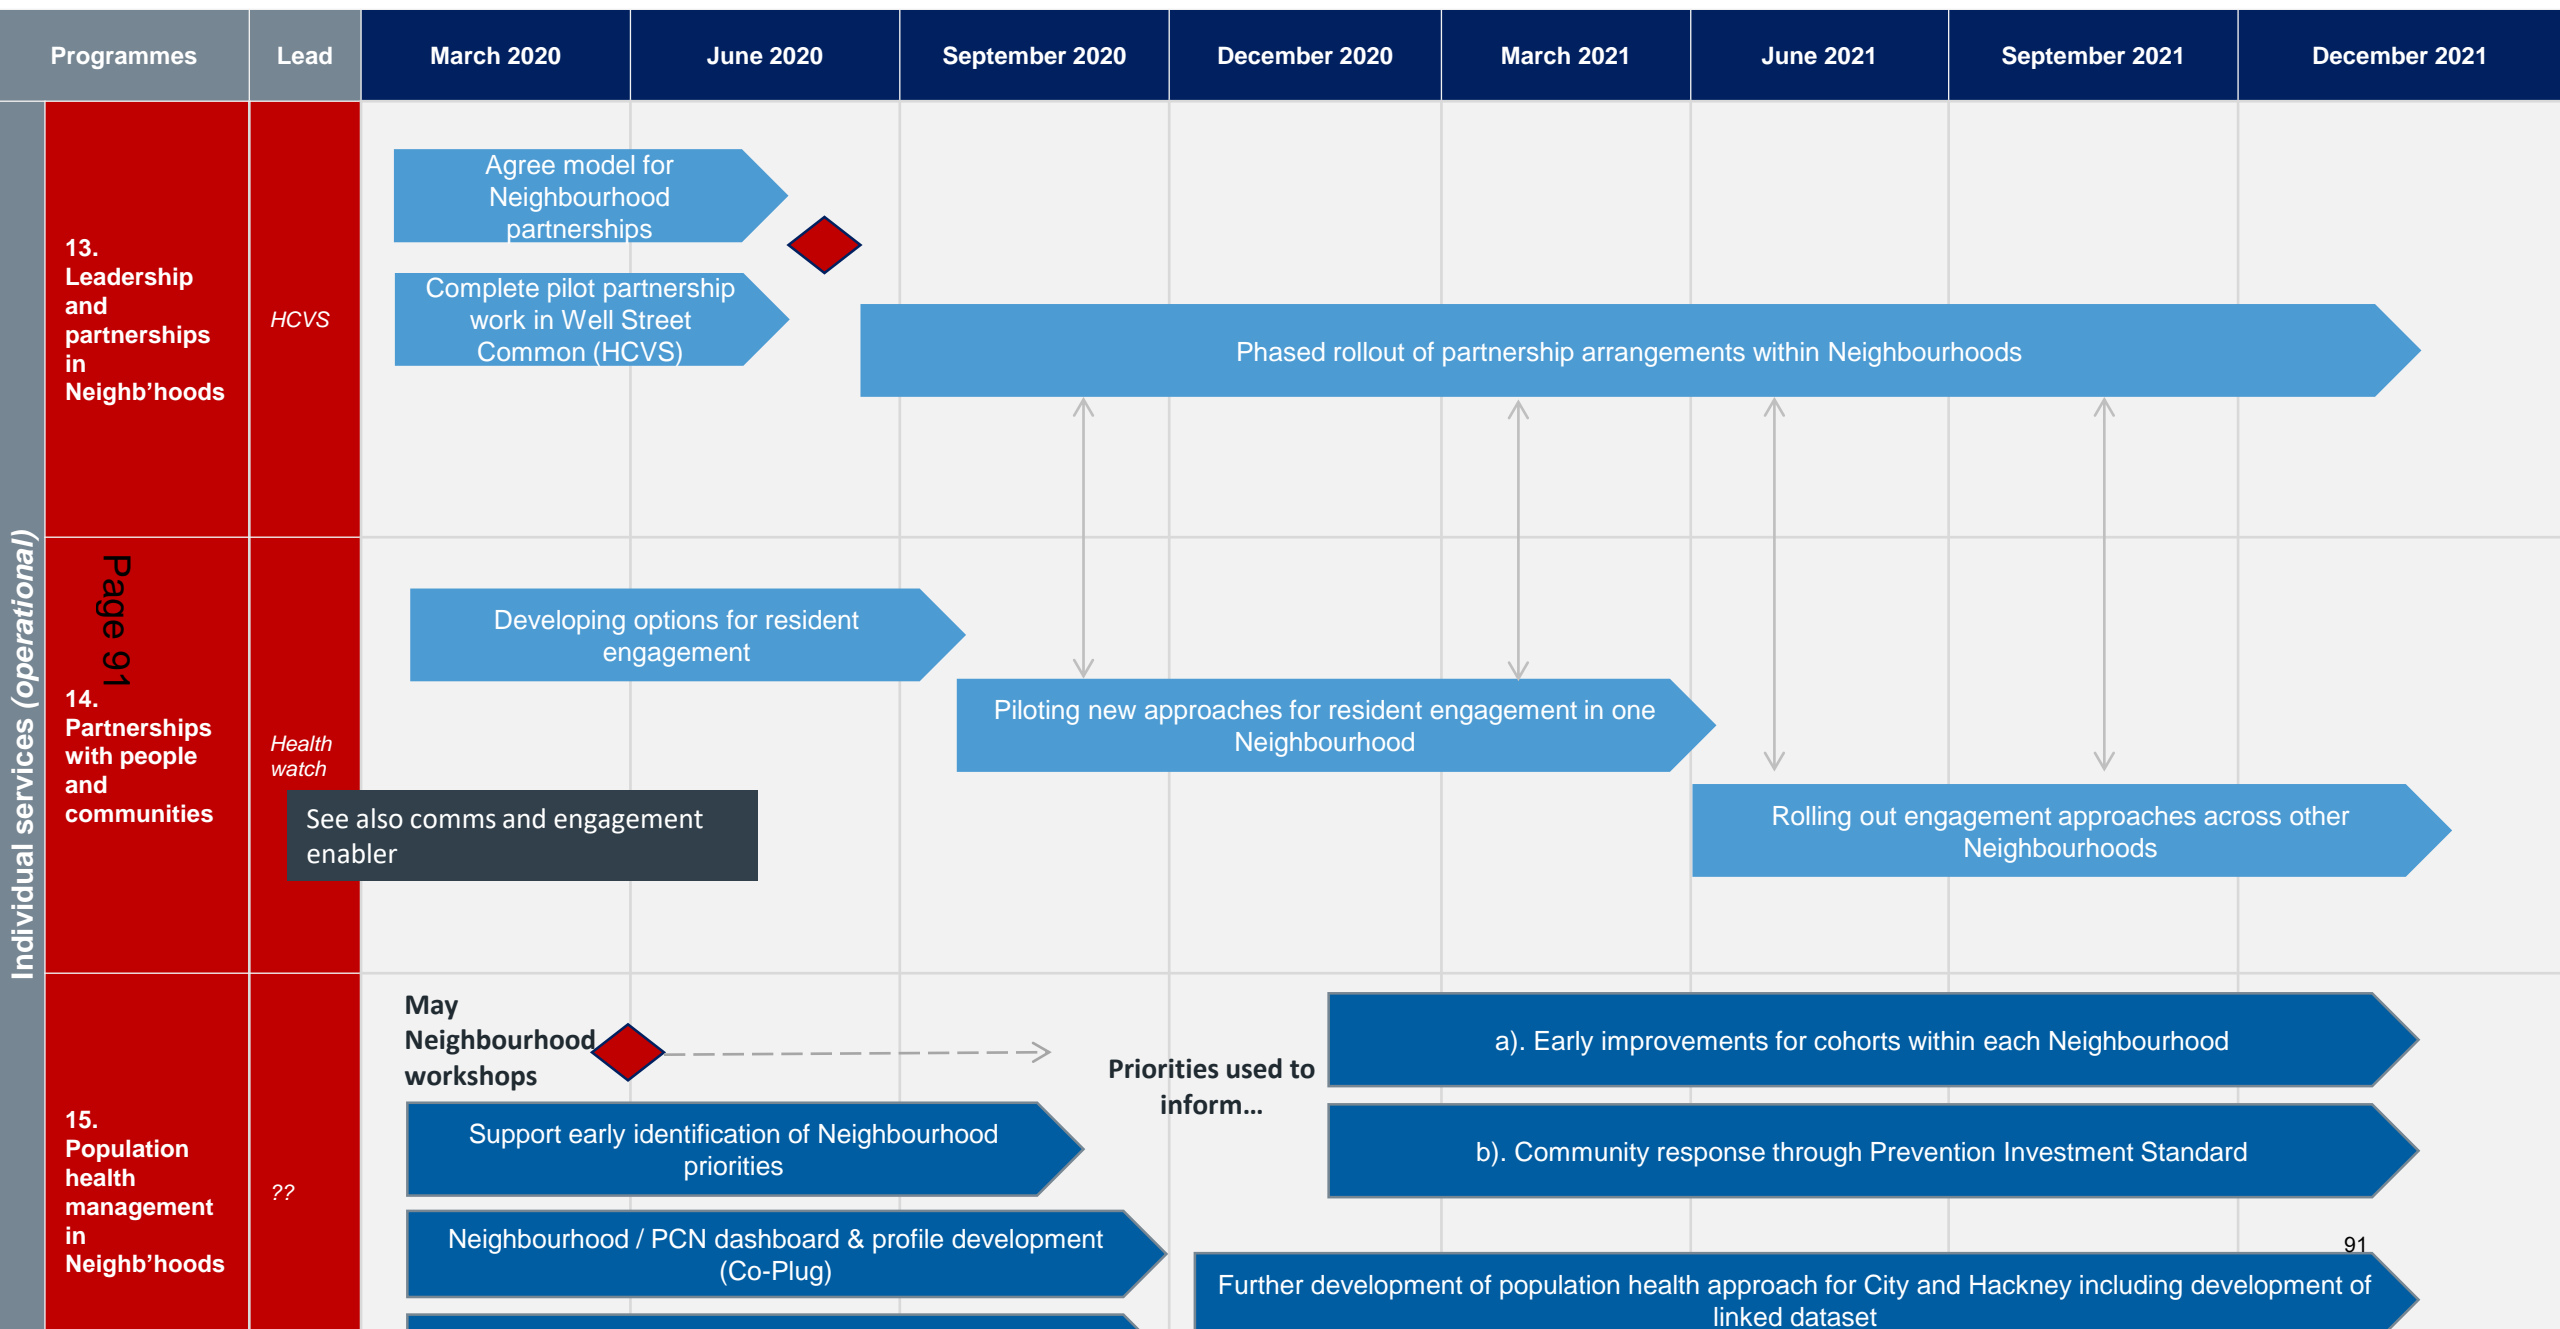 Programmes
Lead
March 2020
June 2020
September 2020
December 2020
March 2021
June 2021
September 2021
December 2021
Individual services (operational)
13.
Leadership
and
partnerships
in
Neighb’hoods
HCVS
Agree model for
Neighbourhood
partnerships
Complete pilot partnership
work in Well Street
Common (HCVS)
Phased rollout of partnership arrangements within Neighbourhoods
Page 91
14.
Partnerships
with people
and
communities
Health
watch
Developing options for resident
engagement
Piloting new approaches for resident engagement in one
Neighbourhood
Rolling out engagement approaches across other
Neighbourhoods
See also comms and engagement
enabler
15.
Population
health
management
in
Neighb’hoods
??
May
Neighbourhood
workshops
Priorities used to
inform…
a). Early improvements for cohorts within each Neighbourhood
b). Community response through Prevention Investment Standard
Support early identification of Neighbourhood
priorities
Neighbourhood / PCN dashboard & profile development
(Co-Plug)
91
Further development of population health approach for City and Hackney including development of
linked dataset